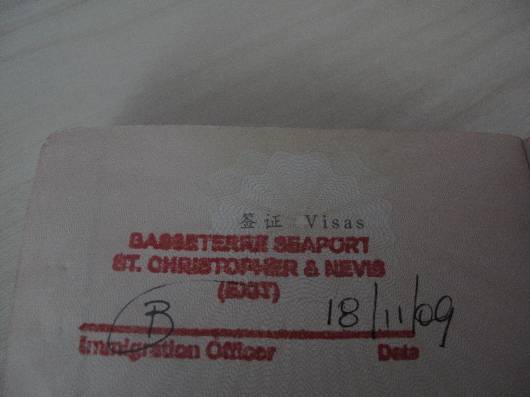 签证 Visas
BASSETERRE SEAPORT
ST. CHRISTOPHER & NEVIS
(EXIT)
B 18/11/09
Immigration Officer Date